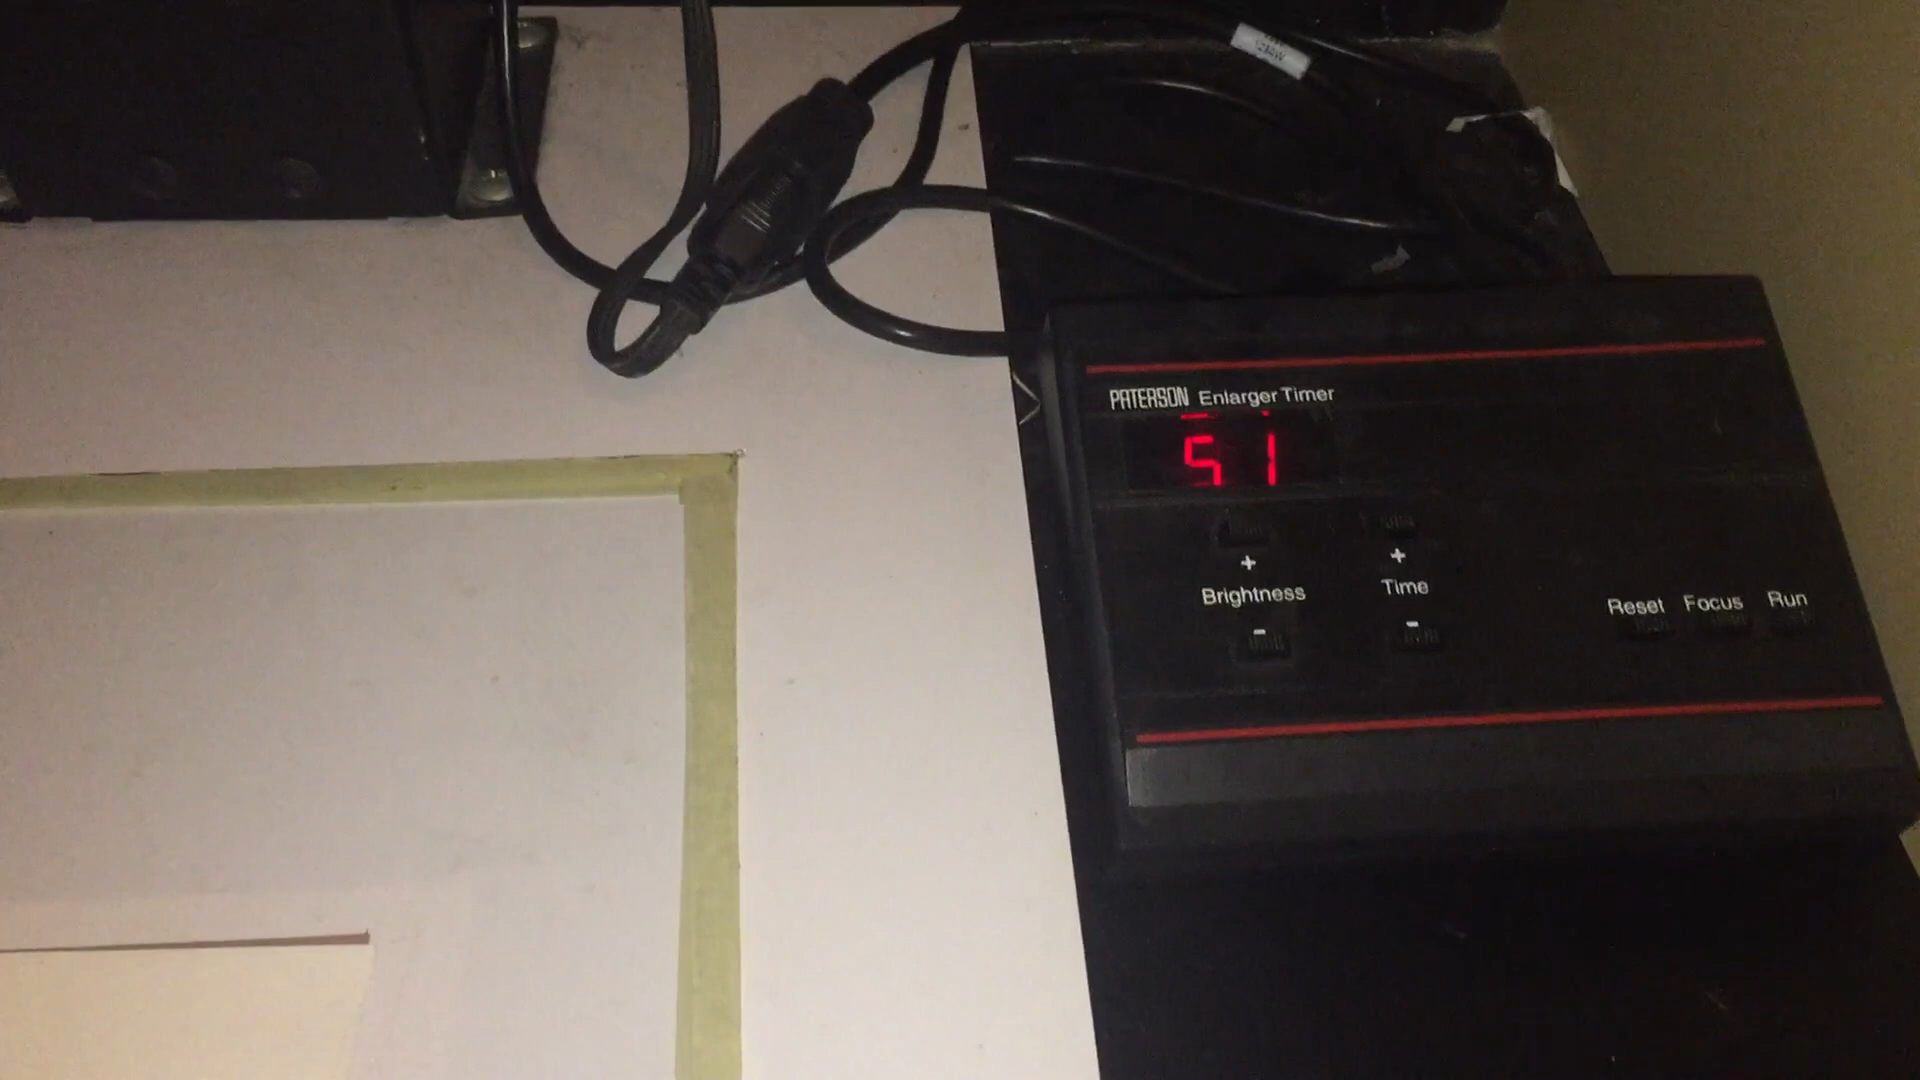 PATERSON Enlarger Timer
51
+ +
Brightness Time
- -
Reset Focus Run